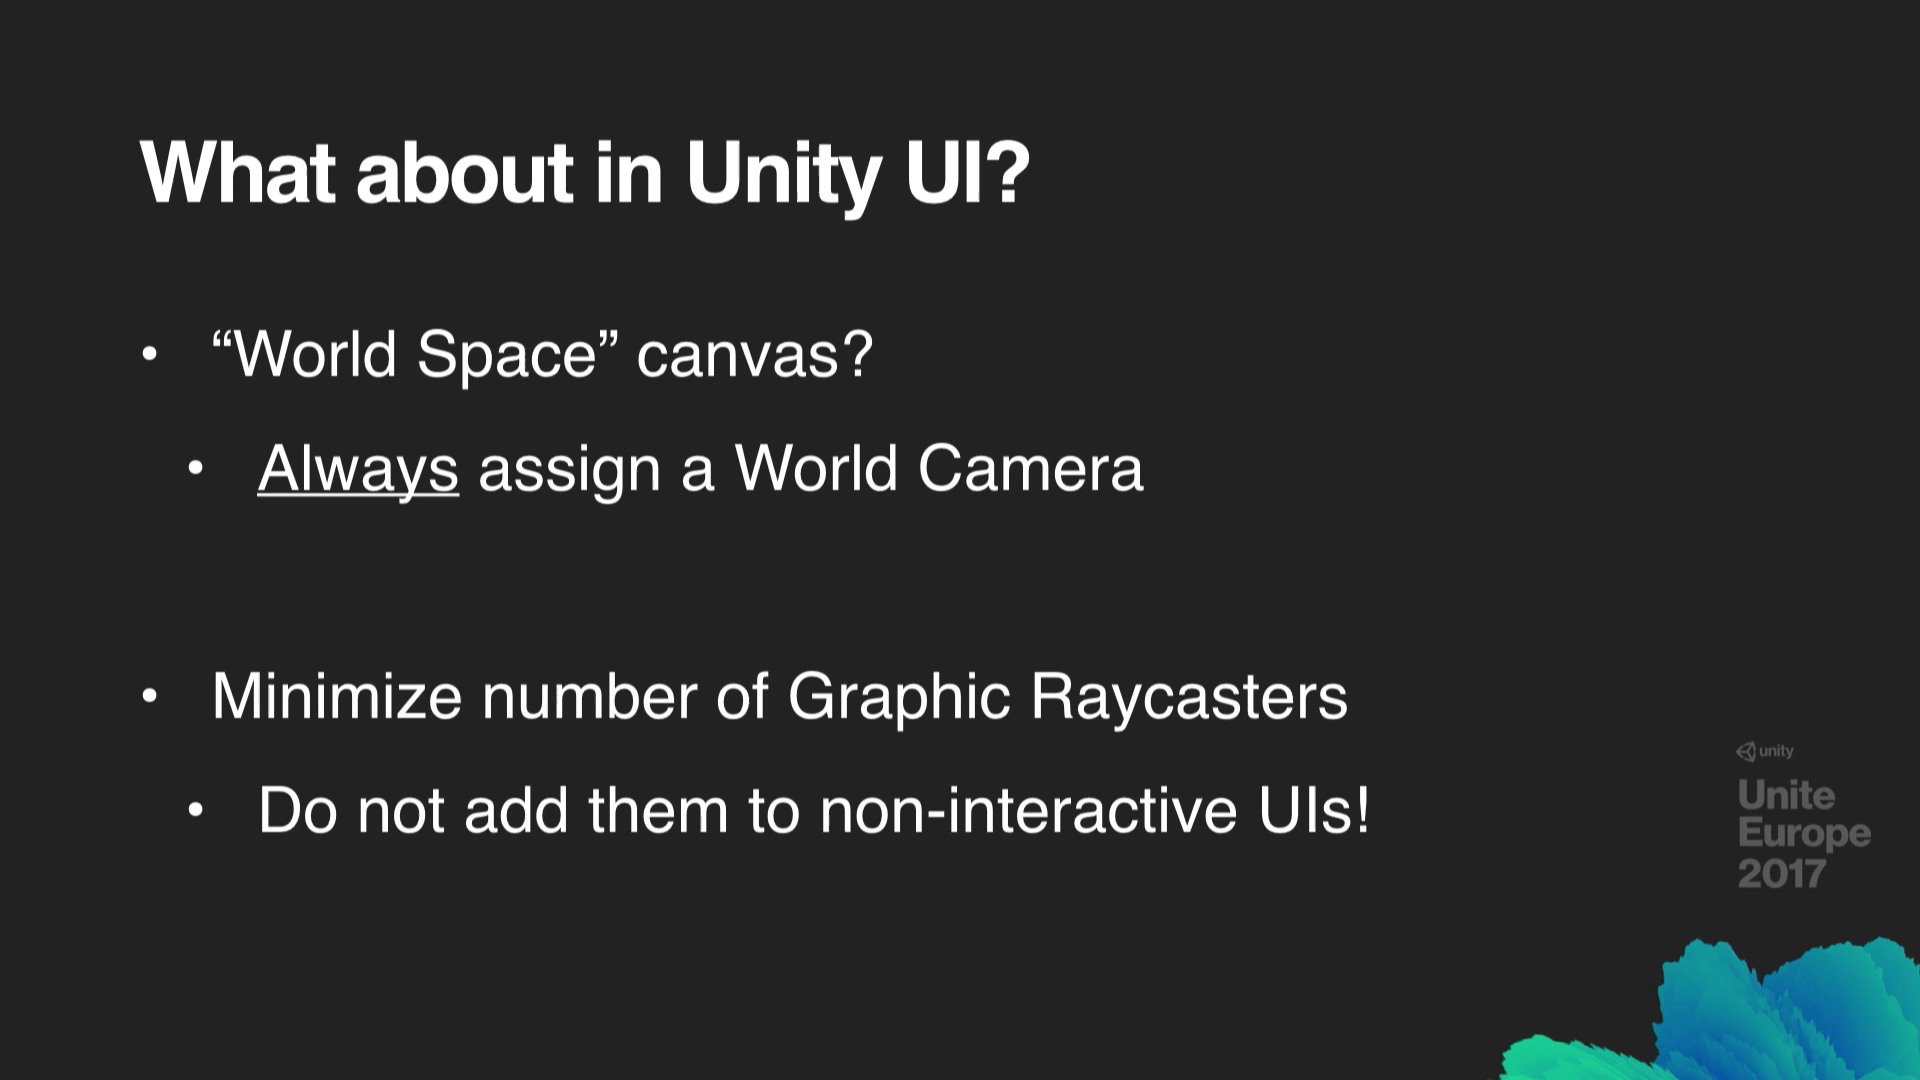 What about in Unity UI?
• “World Space” canvas?
• Always assign a World Camera
• Minimize number of Graphic Raycasters
• Do not add them to non-interactive UIs!
unity
Unite
Europe
2017